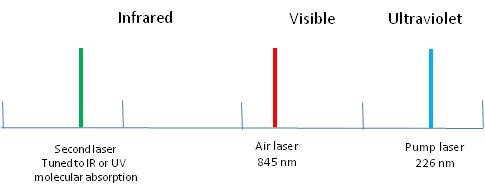 Infrared Visible Ultraviolet
Second laser
Tuned to IR or UV
molecular absorption
Air laser
845 nm
Pump laser
226 nm